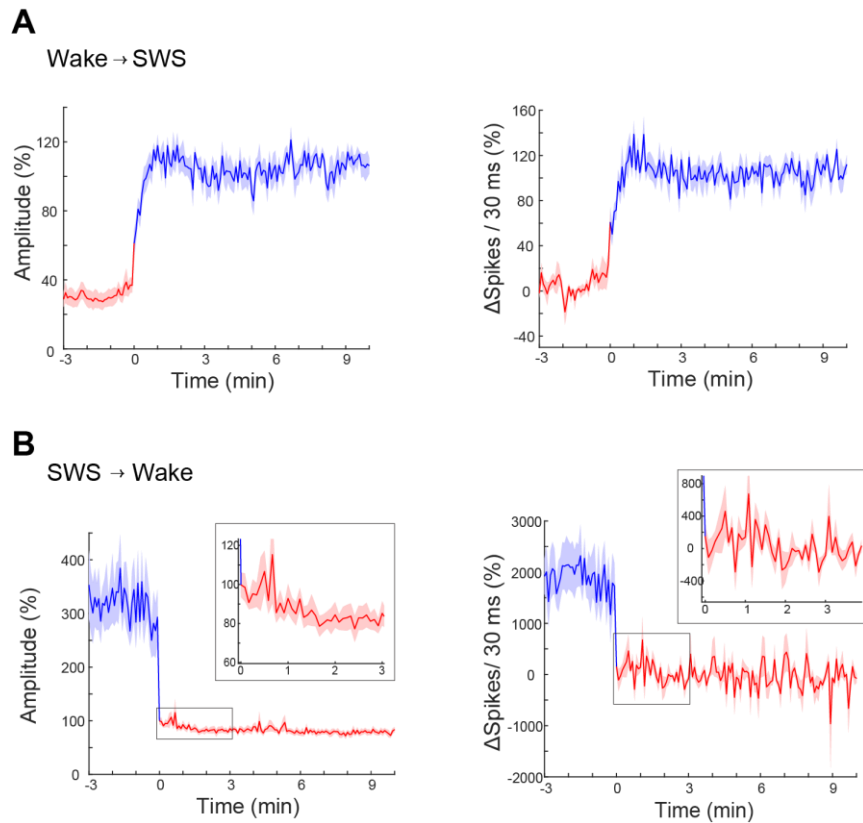 A
Wake → SWS
Amplitude (%)
120
80
40
0
-3 0 3 6 9
Time (min)
ΔSpikes / 30 ms (%)
160
120
80
40
0
-40
-3 0 3 6 9
Time (min)
B
SWS → Wake
Amplitude (%)
400
300
200
100
0
-3 0 3 6 9
Time (min)
120
100
80
60
0 1 2 3
ΔSpikes/ 30 ms (%)
3000
2000
1000
0
-1000
-2000
-3 0 3 6 9
Time (min)
800
400
0
-400
0 1 2 3